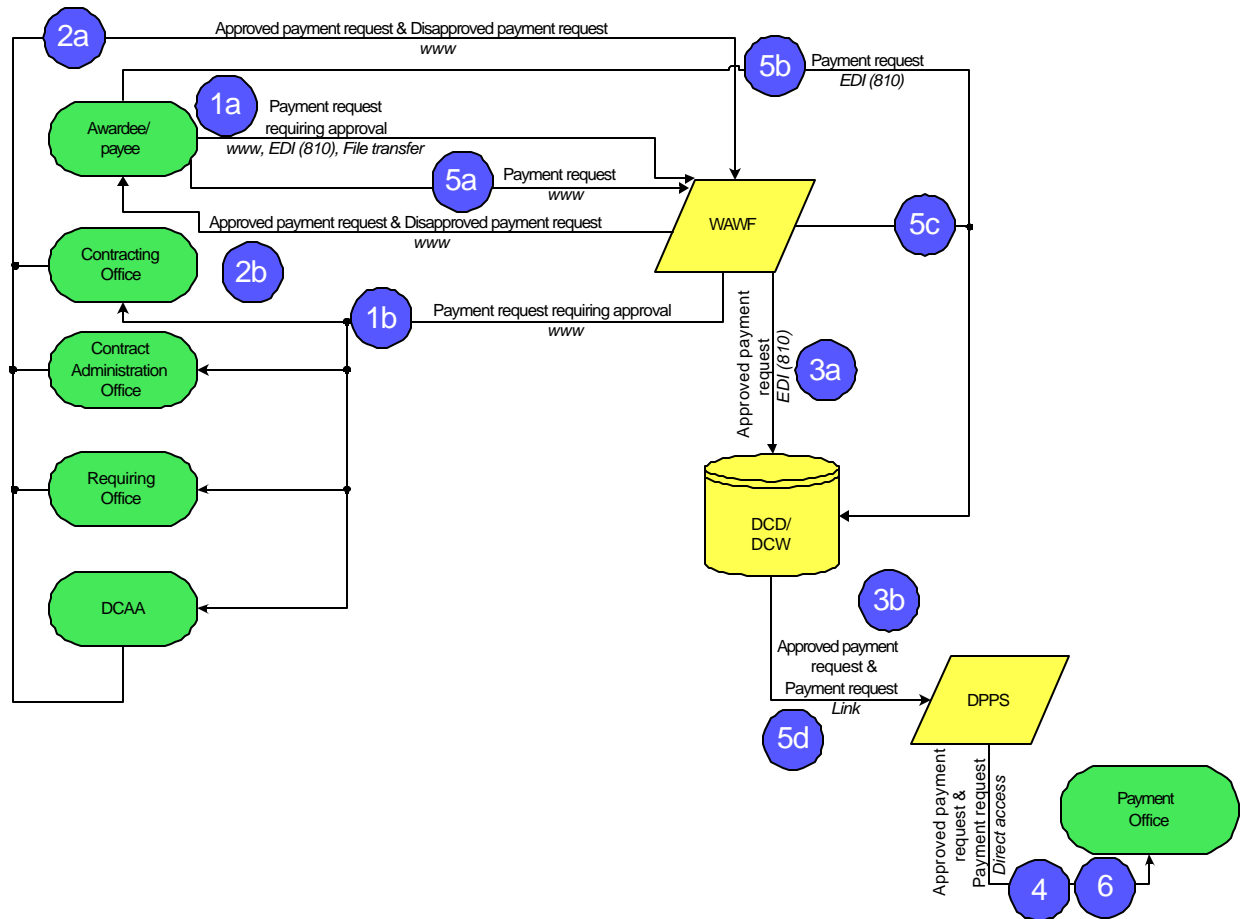 2a
Approved payment request & Disapproved payment request
www
5b
Payment request
EDI (810)
1a
Payment request
requiring approval
www, EDI (810), File transfer
Awardee/
payee
5a
Payment request
www
WAWF
5c
Approved payment request & Disapproved payment request
www
Contracting
Office
2b
1b
Payment request requiring approval
www
Contract
Administration
Office
Approved payment
request
EDI (810)
3a
Requiring
Office
DCD/
DCW
DCAA
3b
Approved payment
request &
Payment request
Link
5d
DPPS
Approved payment
request &
Payment request
Direct access
Payment
Office
4
6